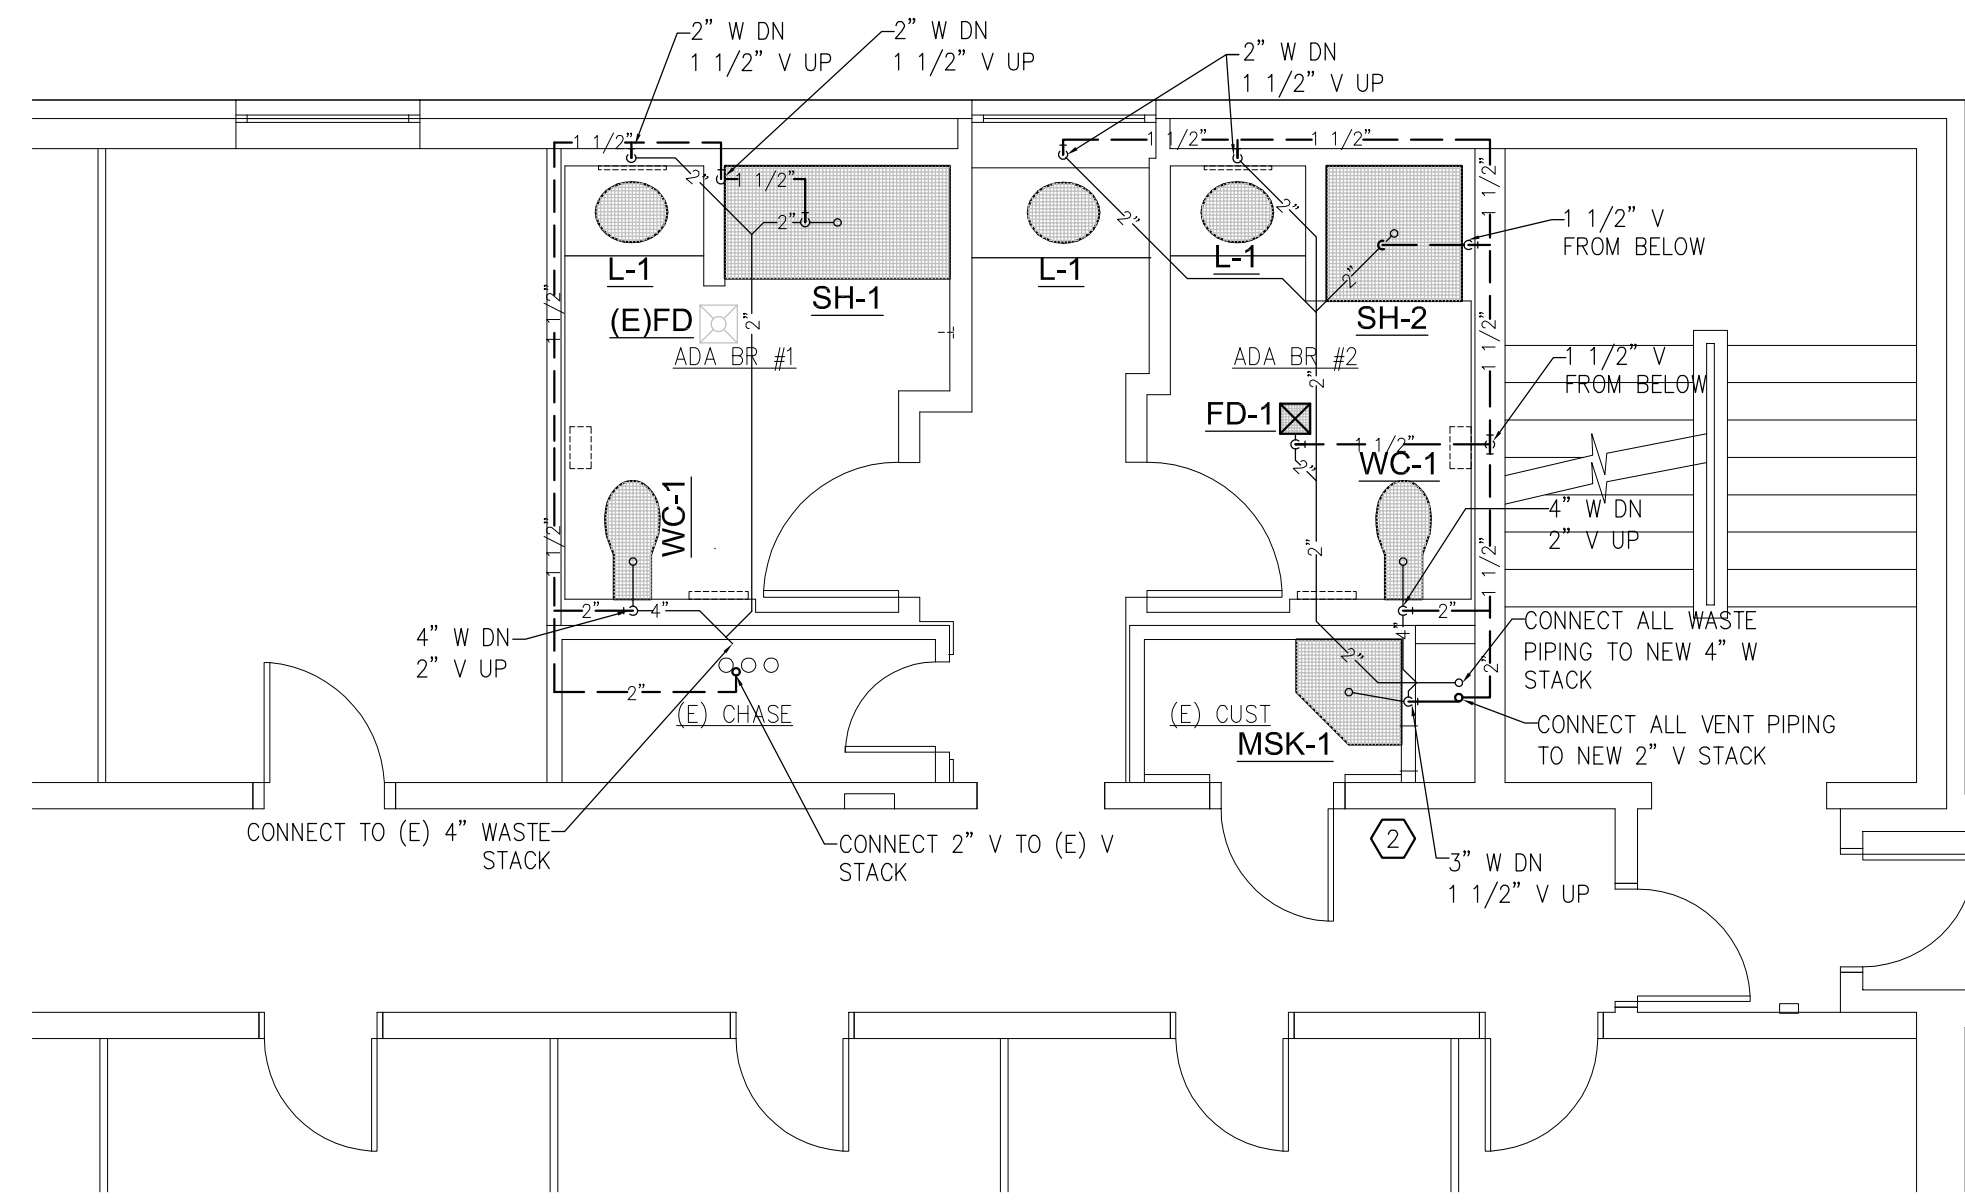 2" W DN
1 1/2" V UP
2" W DN
1 1/2" V UP
2" W DN
1 1/2" V UP
1 1/2"
1 1/2"
1 1/2"
1 1/2"
2"
2"
2"
2"
1 1/2"
1 1/2"
L-1
SH-1
L-1
L-1
2"
1 1/2" V
FROM BELOW
(E)FD
2"
ADA BR #1
SH-2
ADA BR #2
1 1/2"
1 1/2"
1 1/2" V
FROM BELOW
2"
FD-1
1 1/2"
2"
WC-1
WC-1
1 1/2"
2"
1 1/2"
4" W DN
2" V UP
2"
4"
2"
4"
4" W DN
2" V UP
2"
2"
2"
CONNECT ALL WASTE
PIPING TO NEW 4" W
STACK
(E) CHASE
(E) CUST
MSK-1
CONNECT ALL VENT PIPING
TO NEW 2" V STACK
CONNECT TO (E) 4" WASTE
STACK
CONNECT 2" V TO (E) V
STACK
2
3" W DN
1 1/2" V UP